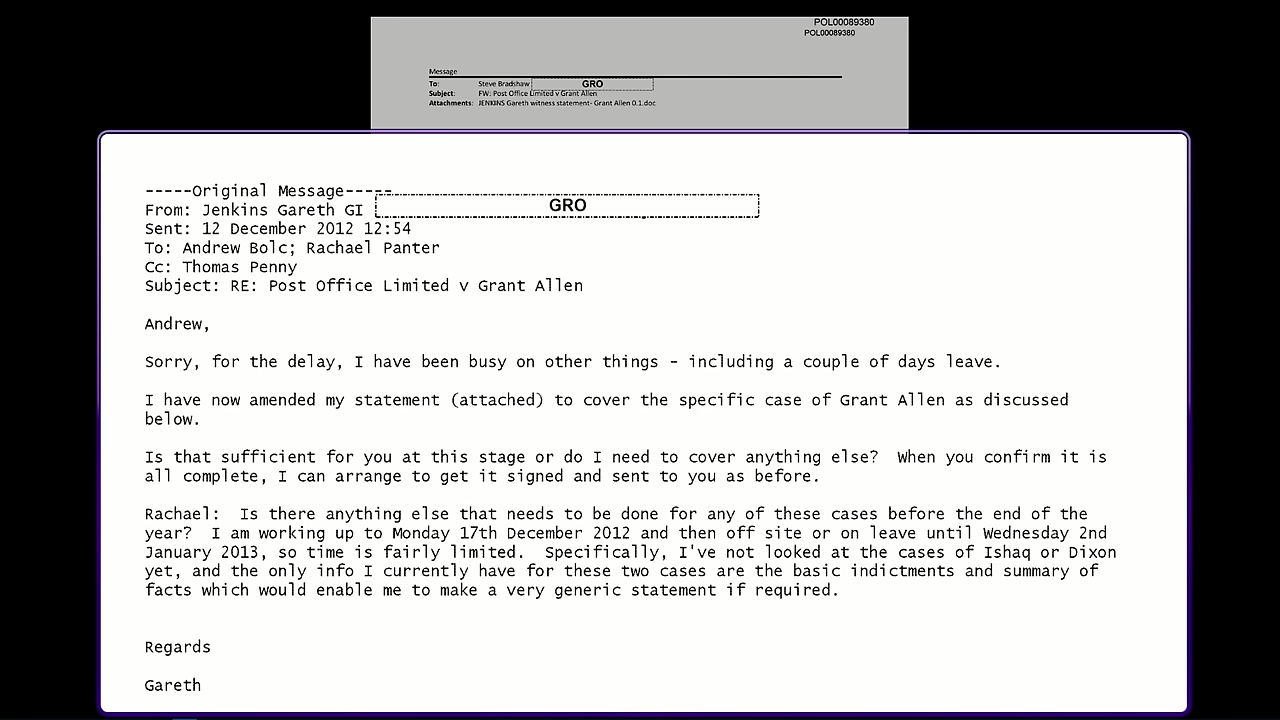 POL00089380
POL00089380
Message
To: Steve Bradshaw GRO
Subject: FW: Post Office Limited v Grant Allen
Attachments: JENKINS Gareth witness statement- Grant Allen 0.1.doc
-----Original Message-----
From: Jenkins Gareth GI GRO
Sent: 12 December 2012 12:54
To: Andrew Bolc; Rachael Panter
Cc: Thomas Penny
Subject: RE: Post Office Limited v Grant Allen
Andrew,
Sorry, for the delay, I have been busy on other things - including a couple of days leave.
I have now amended my statement (attached) to cover the specific case of Grant Allen as discussed
below.
Is that sufficient for you at this stage or do I need to cover anything else?  When you confirm it is
all complete, I can arrange to get it signed and sent to you as before.
Rachael:  Is there anything else that needs to be done for any of these cases before the end of the
year?  I am working up to Monday 17th December 2012 and then off site or on leave until Wednesday 2nd
January 2013, so time is fairly limited.  Specifically, I've not looked at the cases of Ishaq or Dixon
yet, and the only info I currently have for these two cases are the basic indictments and summary of
facts which would enable me to make a very generic statement if required.
Regards
Gareth